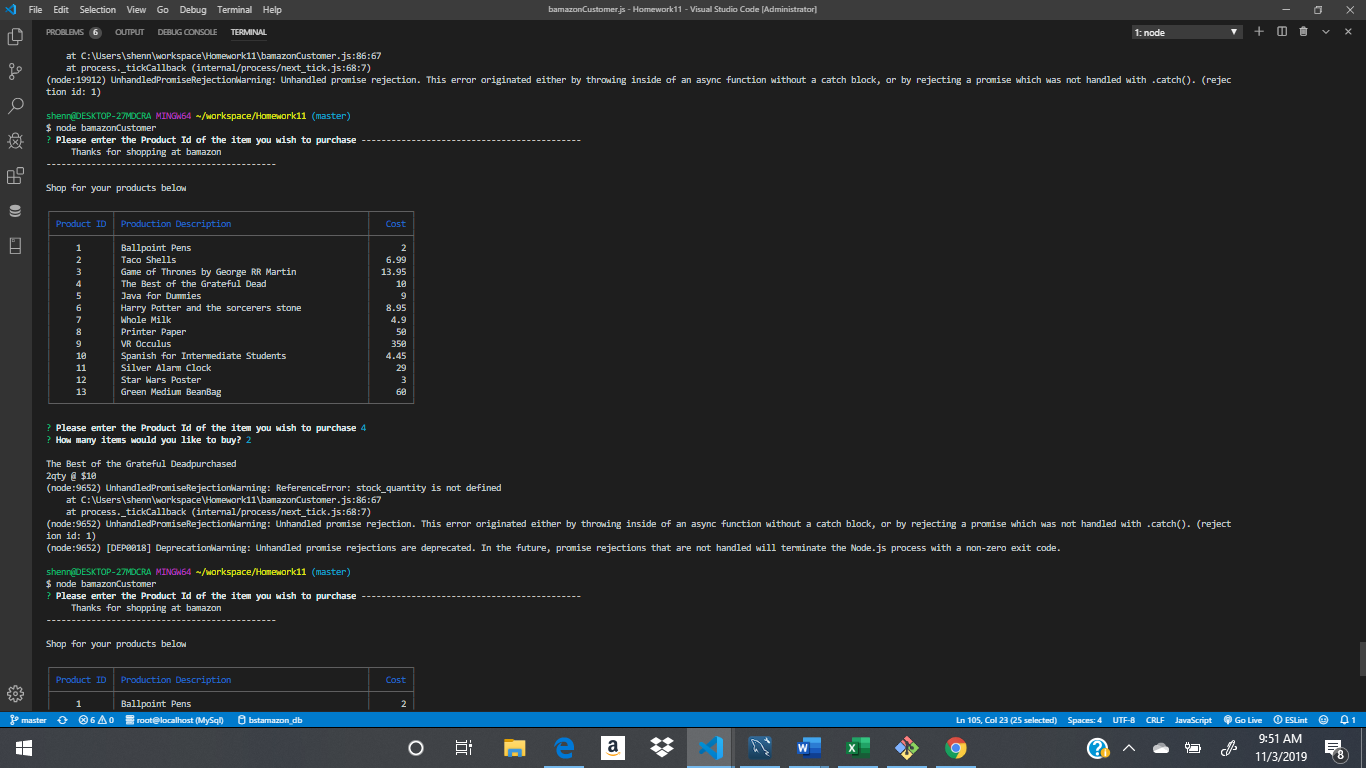 File Edit Selection View Go Debug Terminal Help
bamazonCustomer.js - Homework11 - Visual Studio Code [Administrator]
PROBLEMS 6 OUTPUT DEBUG CONSOLE TERMINAL
1: node
at C:\Users\shenn\workspace\Homework11\bamazonCustomer.js:86:67
at process._tickCallback (internal/process/next_tick.js:68:7)
(node:19912) UnhandledPromiseRejectionWarning: Unhandled promise rejection. This error originated either by throwing inside of an async function without a catch block, or by rejecting a promise which was not handled with .catch(). (rejec
tion id: 1)
shenn@DESKTOP-27MDCRA MINGW64 ~/workspace/Homework11 (master)
$ node bamazonCustomer
? Please enter the Product Id of the item you wish to purchase --------------------------------------------
Thanks for shopping at bamazon
----------------------------------------------
Shop for your products below
Product ID Production Description Cost
1 Ballpoint Pens 2
2 Taco Shells 6.99
3 Game of Thrones by George RR Martin 13.95
4 The Best of the Grateful Dead 10
5 Java for Dummies 9
6 Harry Potter and the sorcerers stone 8.95
7 Whole Milk 4.9
8 Printer Paper 50
9 VR Occulus 350
10 Spanish for Intermediate Students 4.45
11 Silver Alarm Clock 29
12 Star Wars Poster 3
13 Green Medium BeanBag 60
? Please enter the Product Id of the item you wish to purchase 4
? How many items would you like to buy? 2
The Best of the Grateful Deadpurchased
2qty @ $10
(node:9652) UnhandledPromiseRejectionWarning: ReferenceError: stock_quantity is not defined
at C:\Users\shenn\workspace\Homework11\bamazonCustomer.js:86:67
at process._tickCallback (internal/process/next_tick.js:68:7)
(node:9652) UnhandledPromiseRejectionWarning: Unhandled promise rejection. This error originated either by throwing inside of an async function without a catch block, or by rejecting a promise which was not handled with .catch(). (reject
ion id: 1)
(node:9652) [DEP0018] DeprecationWarning: Unhandled promise rejections are deprecated. In the future, promise rejections that are not handled will terminate the Node.js process with a non-zero exit code.
shenn@DESKTOP-27MDCRA MINGW64 ~/workspace/Homework11 (master)
$ node bamazonCustomer
? Please enter the Product Id of the item you wish to purchase --------------------------------------------
Thanks for shopping at bamazon
----------------------------------------------
Shop for your products below
Product ID Production Description Cost
1 Ballpoint Pens 2
master 6 0 root@localhost (MySql) bstamazon_db Ln 105, Col 23 (25 selected) Spaces: 4 UTF-8 CRLF JavaScript Go Live ESLint 1
9:51 AM
11/3/2019
8